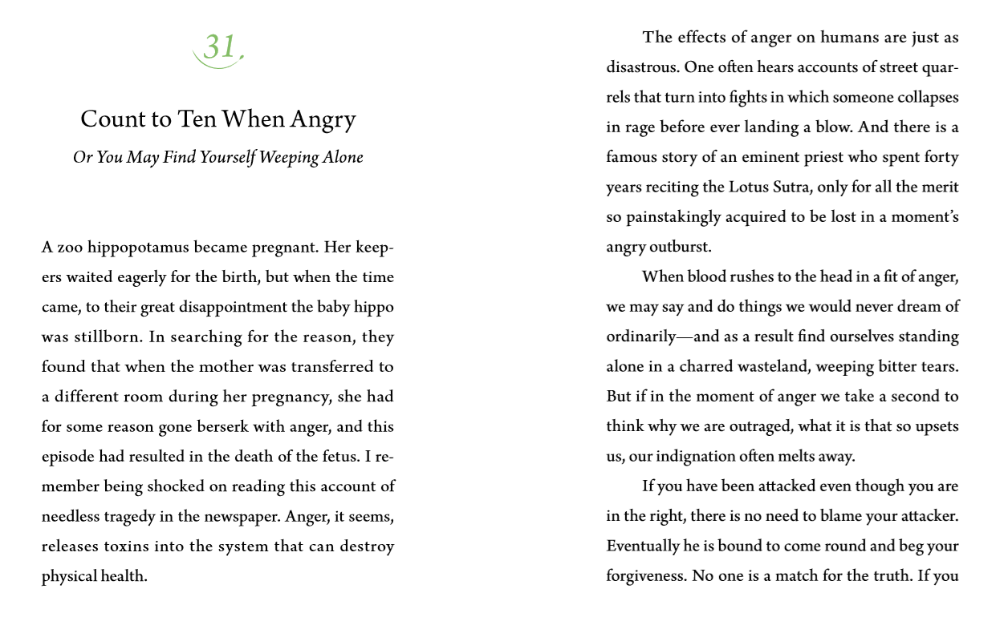 31.
Count to Ten When Angry
Or You May Find Yourself Weeping Alone
A zoo hippopotamus became pregnant. Her keep-
ers waited eagerly for the birth, but when the time
came, to their great disappointment the baby hippo
was stillborn. In searching for the reason, they
found that when the mother was transferred to
a different room during her pregnancy, she had
for some reason gone berserk with anger, and this
episode had resulted in the death of the fetus. I re-
member being shocked on reading this account of
needless tragedy in the newspaper. Anger, it seems,
releases toxins into the system that can destroy
physical health.
The effects of anger on humans are just as
disastrous. One often hears accounts of street quar-
rels that turn into fights in which someone collapses
in rage before ever landing a blow. And there is a
famous story of an eminent priest who spent forty
years reciting the Lotus Sutra, only for all the merit
so painstakingly acquired to be lost in a moment’s
angry outburst.
When blood rushes to the head in a fit of anger,
we may say and do things we would never dream of
ordinarily—and as a result find ourselves standing
alone in a charred wasteland, weeping bitter tears.
But if in the moment of anger we take a second to
think why we are outraged, what it is that so upsets
us, our indignation often melts away.
If you have been attacked even though you are
in the right, there is no need to blame your attacker.
Eventually he is bound to come round and beg your
forgiveness. No one is a match for the truth. If you